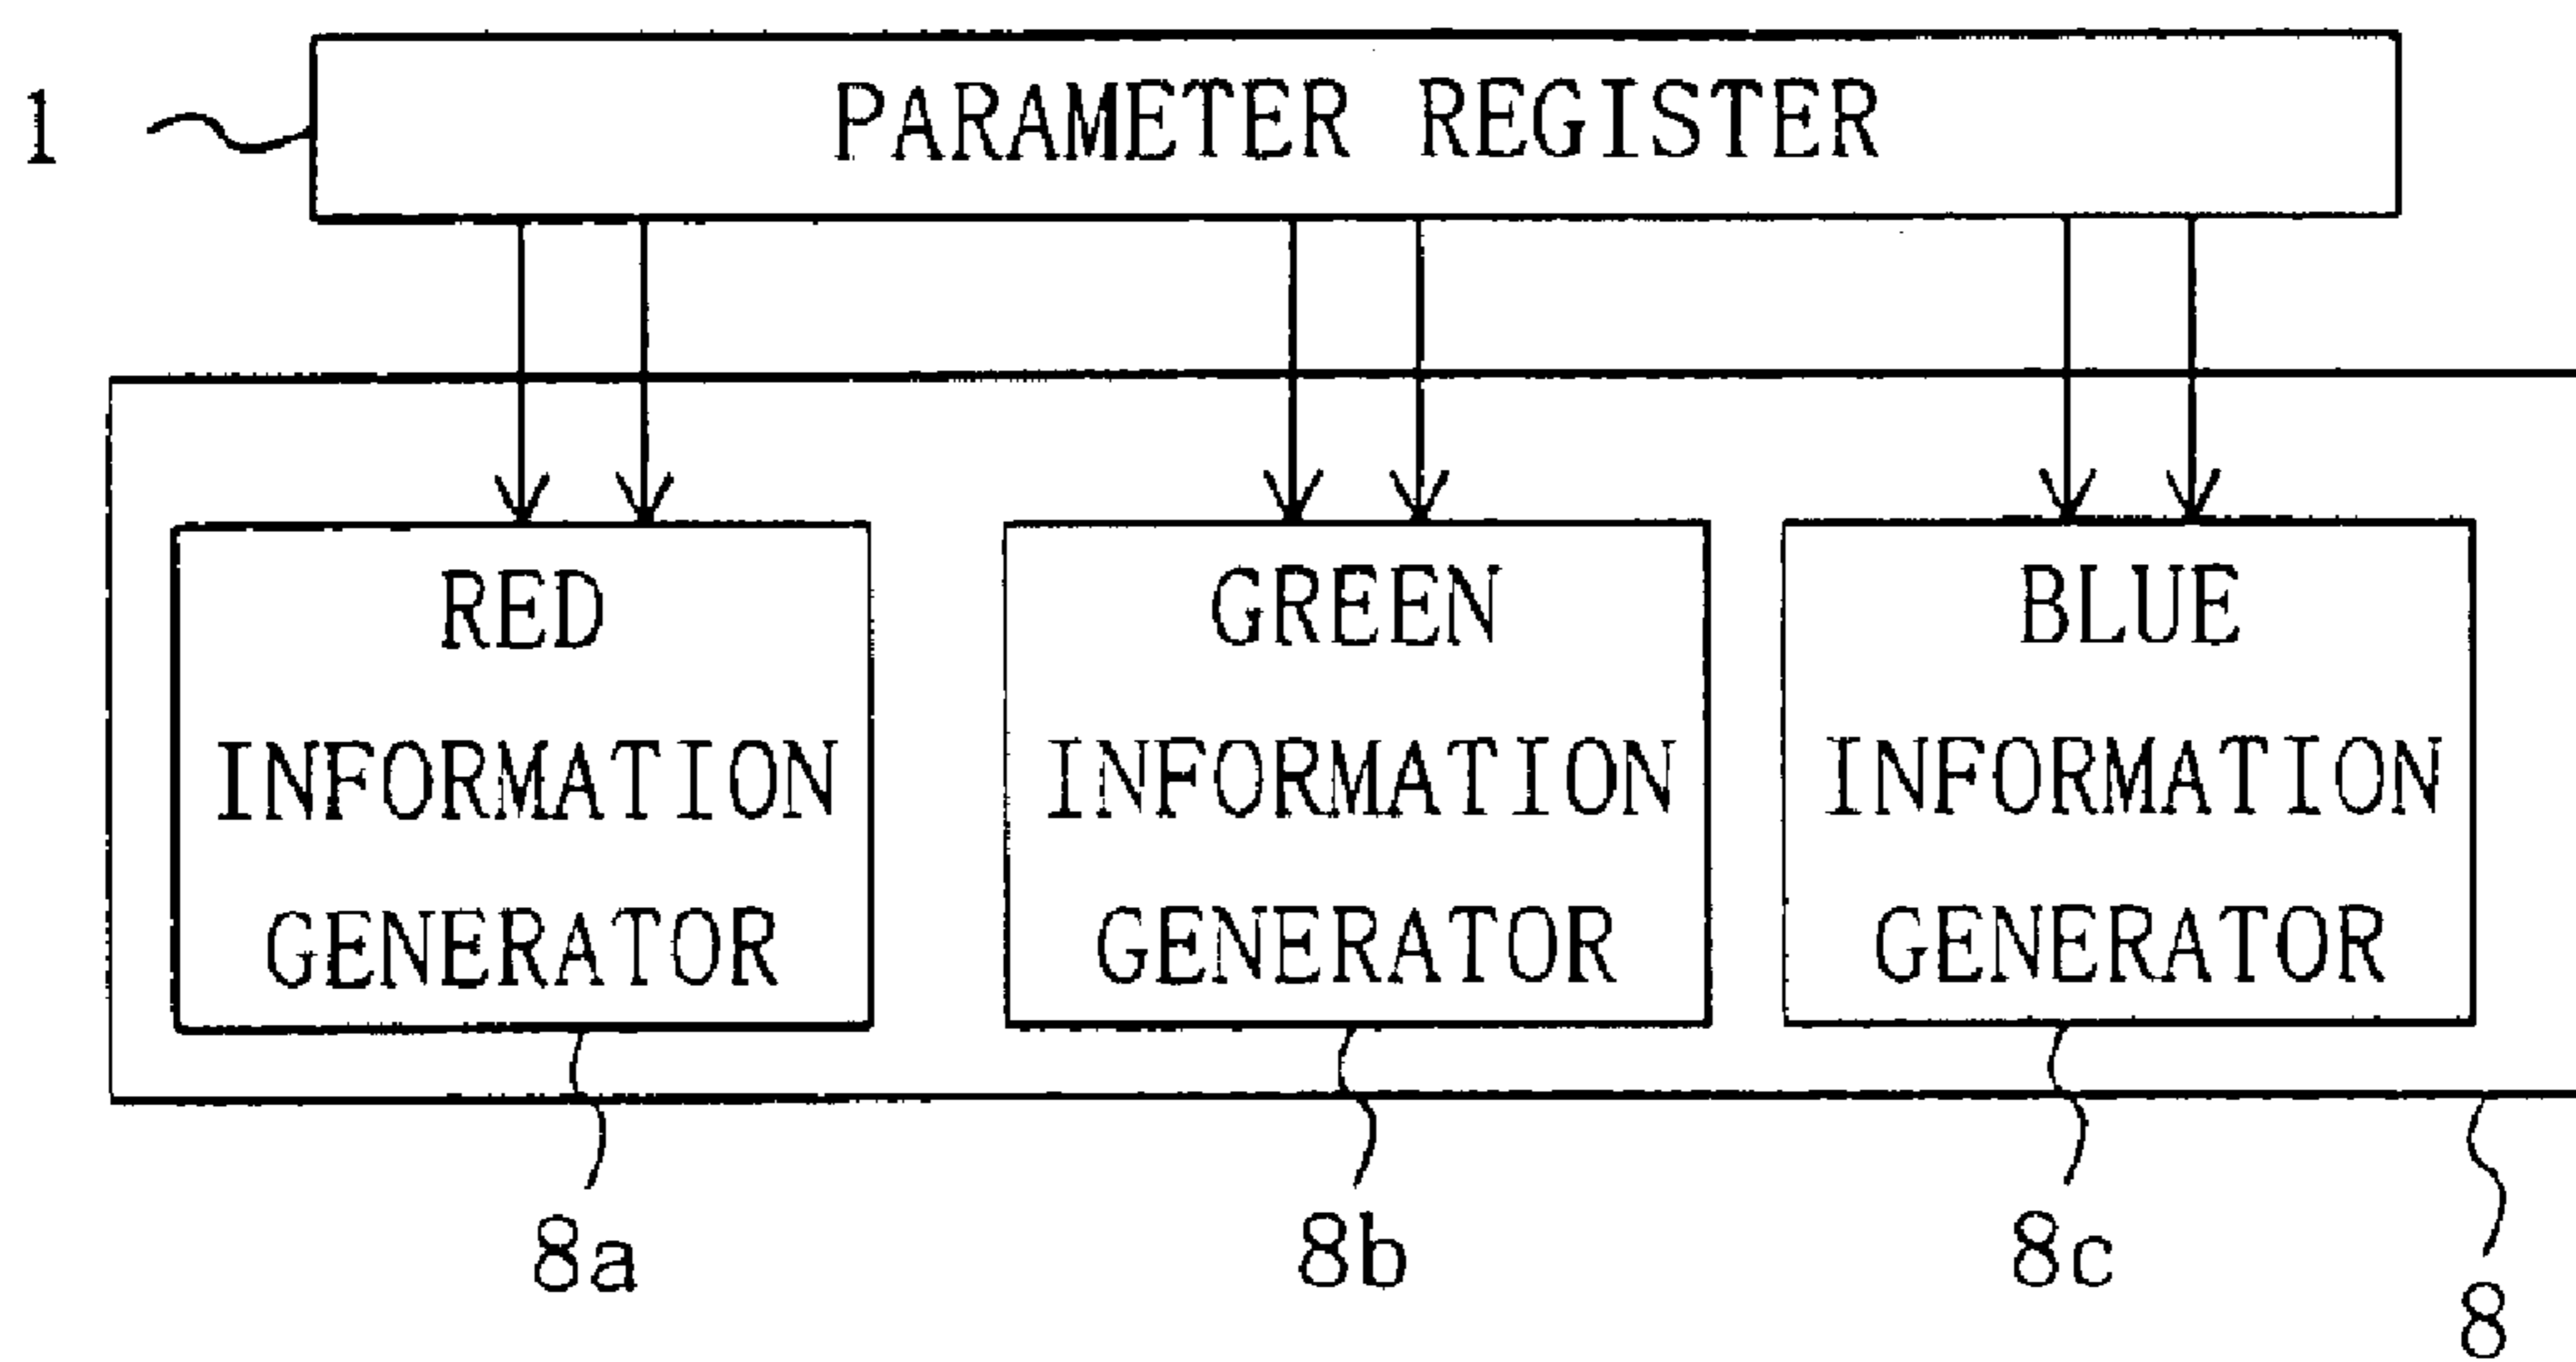 1
PARAMETER REGISTER
RED
INFORMATION
GENERATOR
GREEN
INFORMATION
GENERATOR
BLUE
INFORMATION
GENERATOR
8a
8b
8c
8